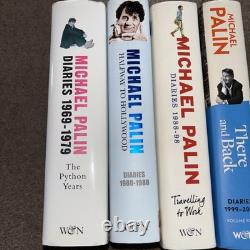 MICHAEL PALIN
DIARIES 1969-1979
The Python
Years
W&N
MICHAEL PALIN
HALFWAY TO HOLLYWOOD
DIARIES
1980-1988
W&N
MICHAEL PALIN
DIARIES 1988-98
Travelling
to Work
W&N
MICHAEL
PALIN
There
and Back
DIARIES
1999-20
VOLUME
W&N